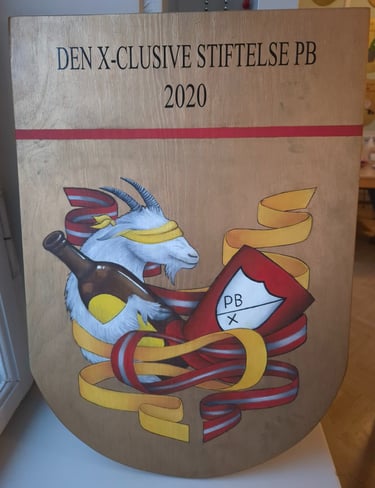 DEN X-CLUSIVE STIFTELSE PB
2020
PB
X